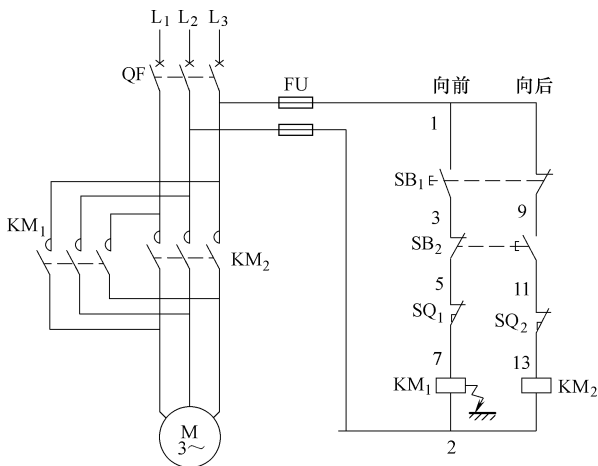 L1 L2 L3
QF
FU
向前 向后
1
SB1
3 9
KM1
SB2
KM2
5 11
SQ1 SQ2
7 13
KM1 KM2
M
3～
2